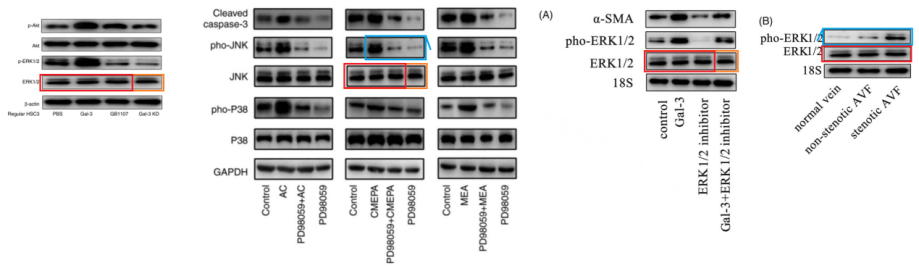 p-Akt
Akt
p-ERK1/2
ERK1/2
β-actin
Regular HSC3 PBS Gal-3 GB1107 Gal-3 KD
Cleaved
caspase-3
pho-JNK
JNK
pho-P38
P38
GAPDH
Control AC PD98059+AC PD98059
Control CMEPA PD98059+CMEPA PD98059
Control MEA PD98059+MEA PD98059
(A)
α-SMA
pho-ERK1/2
ERK1/2
18S
control Gal-3 ERK1/2 inhibitor Gal-3+ERK1/2 inhibitor
(B)
pho-ERK1/2
ERK1/2
18S
normal vein non-stenotic AVF stenotic AVF